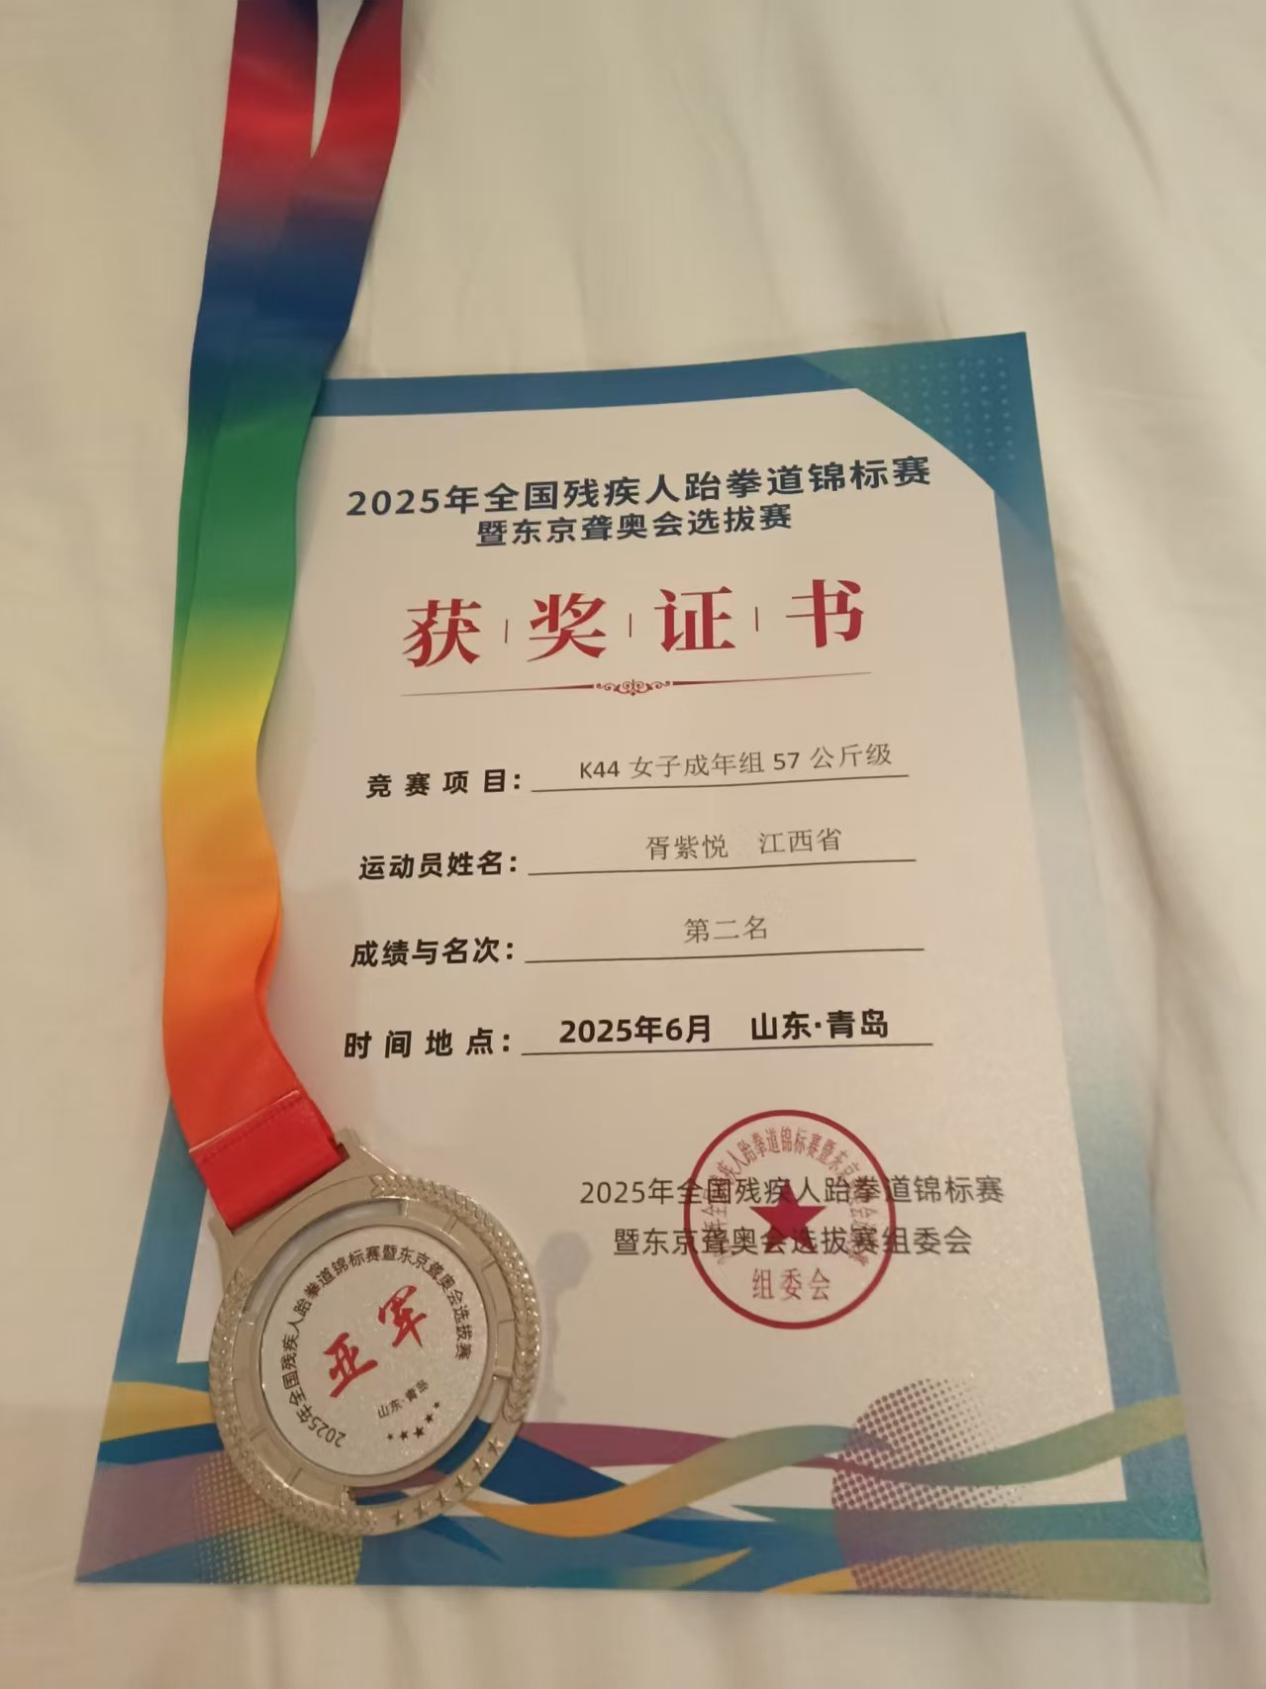 2025年全国残疾人跆拳道锦标赛
暨东京聋奥会选拔赛
获奖证书
竞赛项目: K44 女子成年组 57 公斤级
运动员姓名: 胥紫悦 江西省
成绩与名次: 第二名
时间地点: 2025年6月 山东·青岛
2025年全国残疾人跆拳道锦标赛
暨东京聋奥会选拔赛组委会
组委会
2025年全国残疾人跆拳道锦标赛暨东京聋奥会选拔赛
亚军
山东·青岛